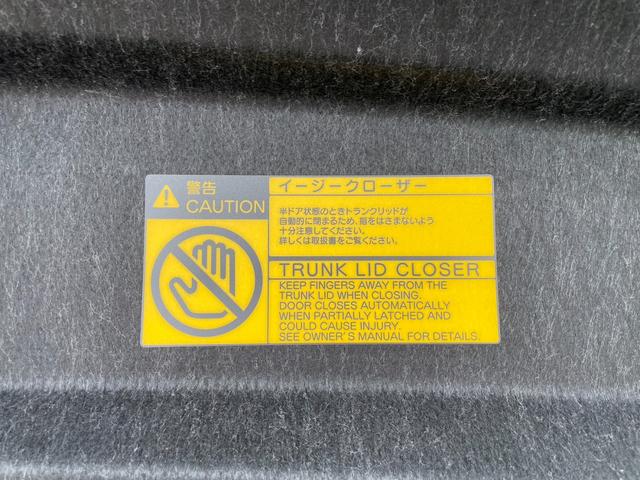 警告
CAUTION
イージークローザー
半ドア状態のときトランクリッドが
自動的に閉まるため、指をはさまないよう
十分注意してください。
詳しくは取扱書をご覧ください。
TRUNK LID CLOSER
KEEP FINGERS AWAY FROM THE
TRUNK LID WHEN CLOSING.
DOOR CLOSES AUTOMATICALLY
WHEN PARTIALLY LATCHED AND
COULD CAUSE INJURY.
SEE OWNER'S MANUAL FOR DETAILS.